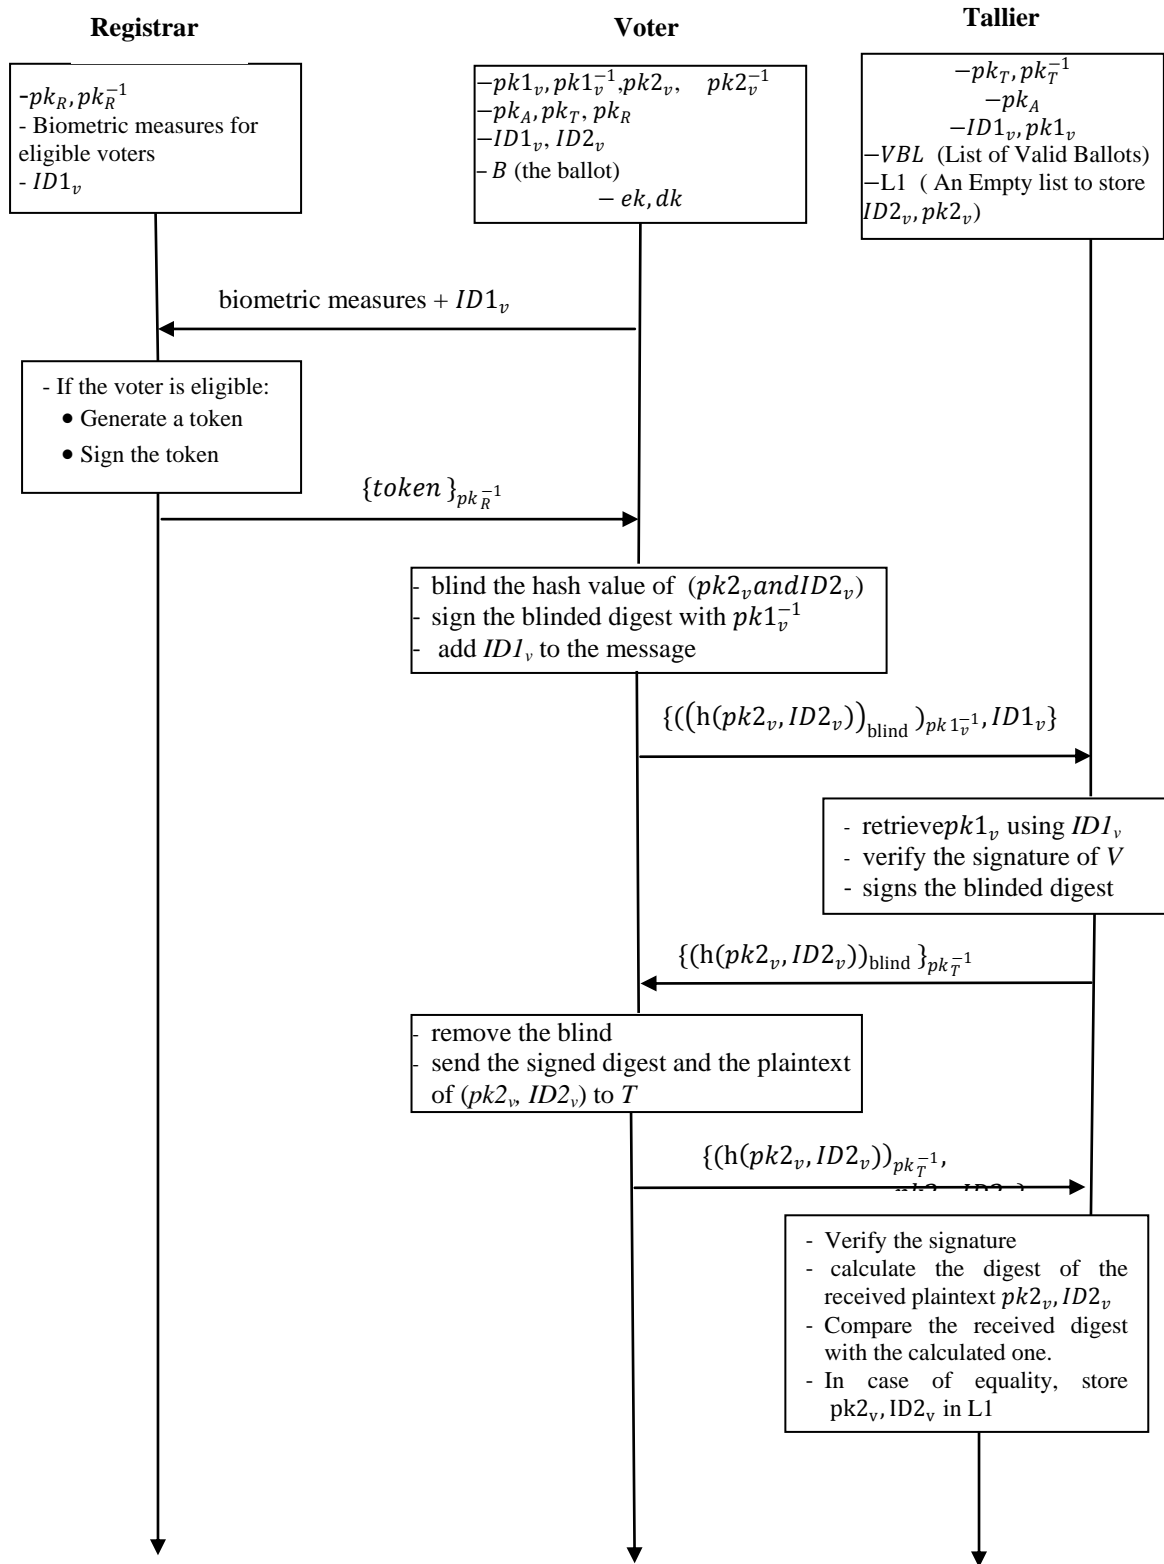 Registrar
Voter
Tallier
-pk_R, pk_R^{-1}
- Biometric measures for
eligible voters
- ID1_v
−pk1_v, pk1_v^{-1}, pk2_v, pk2_v^{-1}
−pk_A, pk_T, pk_R
−ID1_v, ID2_v
- B (the ballot)
− ek, dk
−pk_T, pk_T^{-1}
−pk_A
−ID1_v, pk1_v
−VBL (List of Valid Ballots)
−L1 ( An Empty list to store
ID2_v, pk2_v)
biometric measures + ID1_v
- If the voter is eligible:
• Generate a token
• Sign the token
{token}_{pk_R^{-1}}
- blind the hash value of (pk2_v and ID2_v)
- sign the blinded digest with pk1_v^{-1}
- add ID1_v to the message
{((h(pk2_v, ID2_v))_blind)_{pk1_v^{-1}}, ID1_v}
- retrieve pk1_v using ID1_v
- verify the signature of V
- signs the blinded digest
{(h(pk2_v, ID2_v))_blind}_{pk_T^{-1}}
- remove the blind
- send the signed digest and the plaintext
of (pk2_v, ID2_v) to T
{(h(pk2_v, ID2_v))_{pk_T^{-1}},
- Verify the signature
- calculate the digest of the
received plaintext pk2_v, ID2_v
- Compare the received digest
with the calculated one.
- In case of equality, store
pk2_v, ID2_v in L1